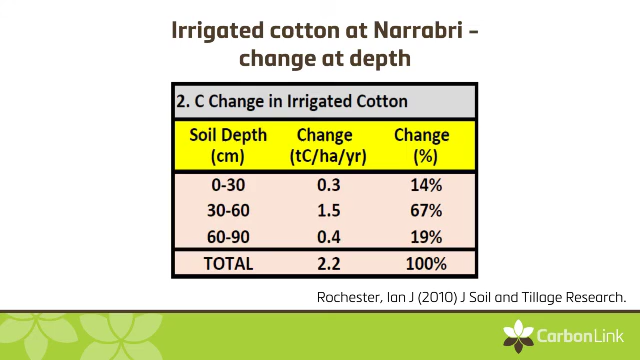 Irrigated cotton at Narrabri –
change at depth
2. C Change in Irrigated Cotton
Soil Depth (cm) Change (tC/ha/yr) Change (%)
0-30 0.3 14%
30-60 1.5 67%
60-90 0.4 19%
TOTAL 2.2 100%
Rochester, Ian J (2010) J Soil and Tillage Research.
CarbonLink